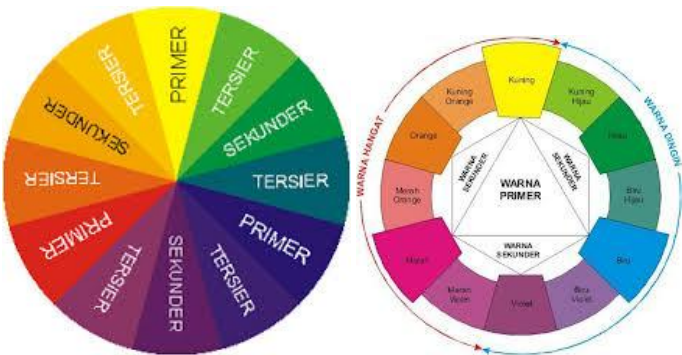 PRIMER
TERSIER
SEKUNDER
TERSIER
PRIMER
TERSIER
SEKUNDER
TERSIER
PRIMER
TERSIER
SEKUNDER
TERSIER
Kuning
Kuning
Hijau
Hijau
Biru
Hijau
Biru
Biru
Violet
Violet
Merah
Violet
Merah
Merah
Orange
Orange
Kuning
Orange
WARNA HANGAT
WARNA DINGIN
WARNA
SEKUNDER
WARNA
SEKUNDER
WARNA
PRIMER
WARNA
SEKUNDER